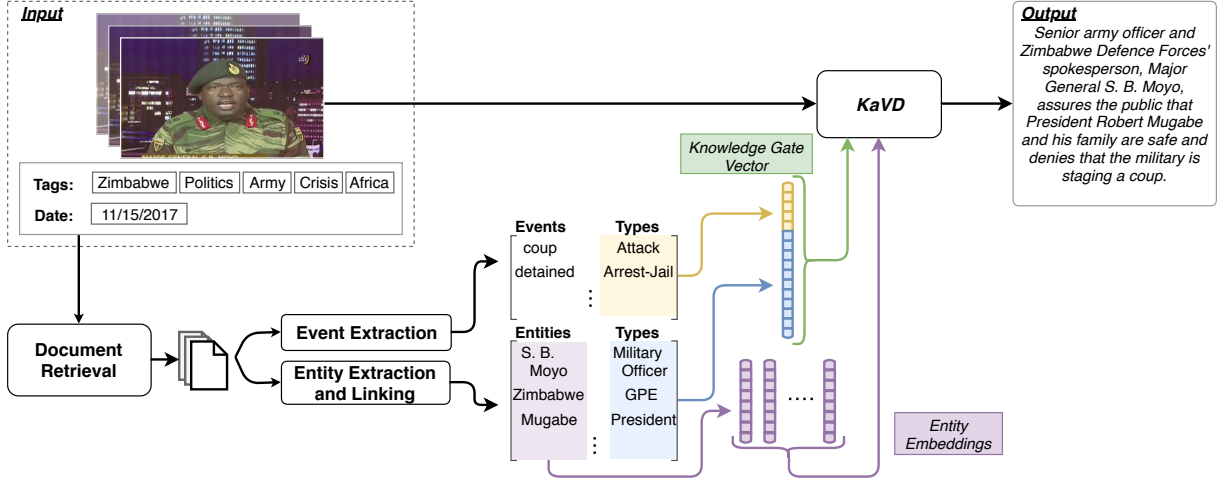 Input
MAJOR GENERAL S.B. MOYO
Tags: Zimbabwe Politics Army Crisis Africa
Date: 11/15/2017
Document
Retrieval
Event Extraction
Entity Extraction
and Linking
Events Types
coup Attack
detained Arrest-Jail
⋮
Entities Types
S. B.
Moyo
Military
Officer
Zimbabwe GPE
Mugabe President
⋮
Knowledge Gate
Vector
....
Entity
Embeddings
KaVD
Output
Senior army officer and
Zimbabwe Defence Forces'
spokesperson, Major
General S. B. Moyo,
assures the public that
President Robert Mugabe
and his family are safe and
denies that the military is
staging a coup.